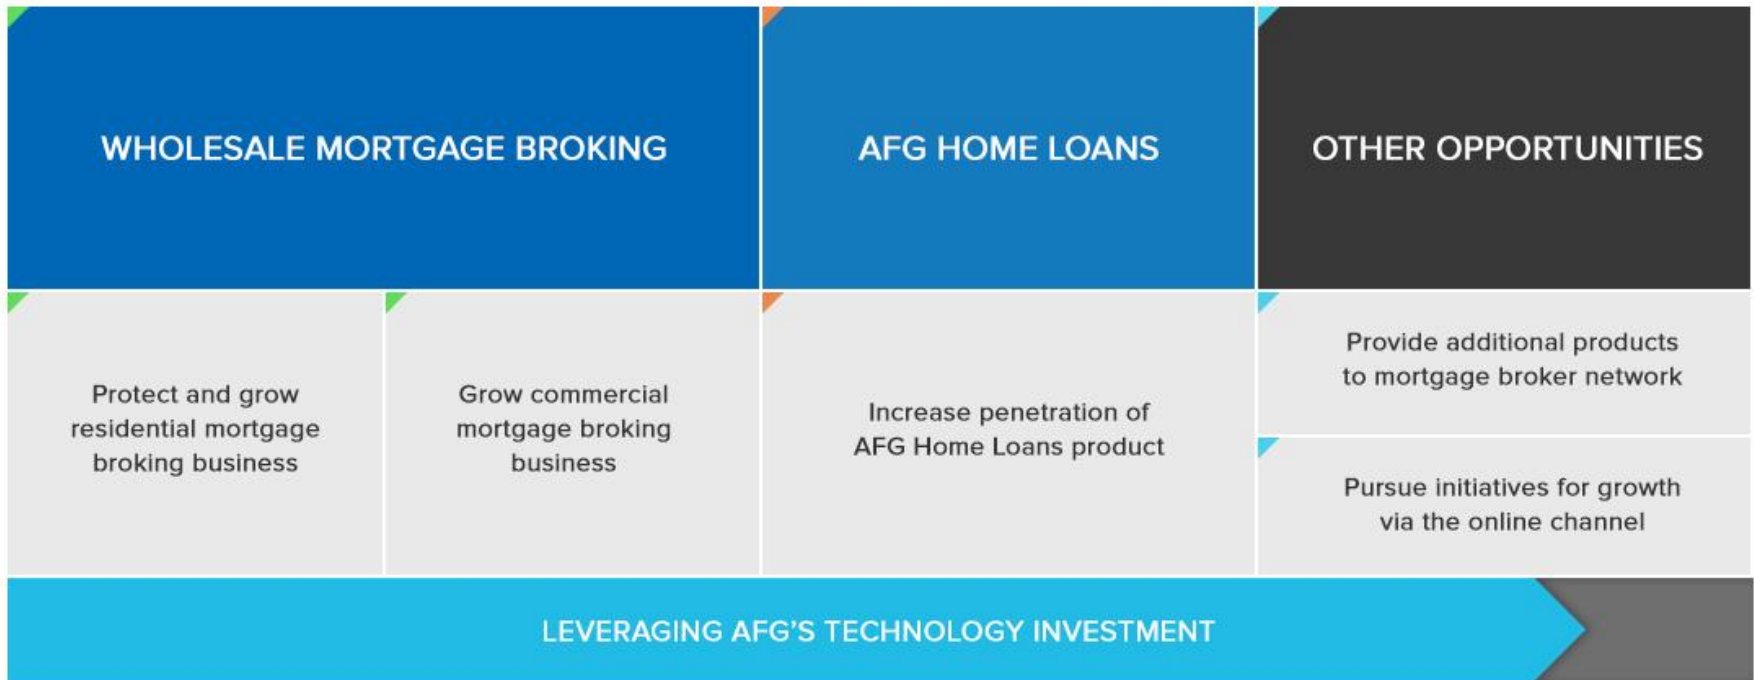 WHOLESALE MORTGAGE BROKING
AFG HOME LOANS
OTHER OPPORTUNITIES
Protect and grow
residential mortgage
broking business
Grow commercial
mortgage broking
business
Increase penetration of
AFG Home Loans product
Provide additional products
to mortgage broker network
Pursue initiatives for growth
via the online channel
LEVERAGING AFG'S TECHNOLOGY INVESTMENT